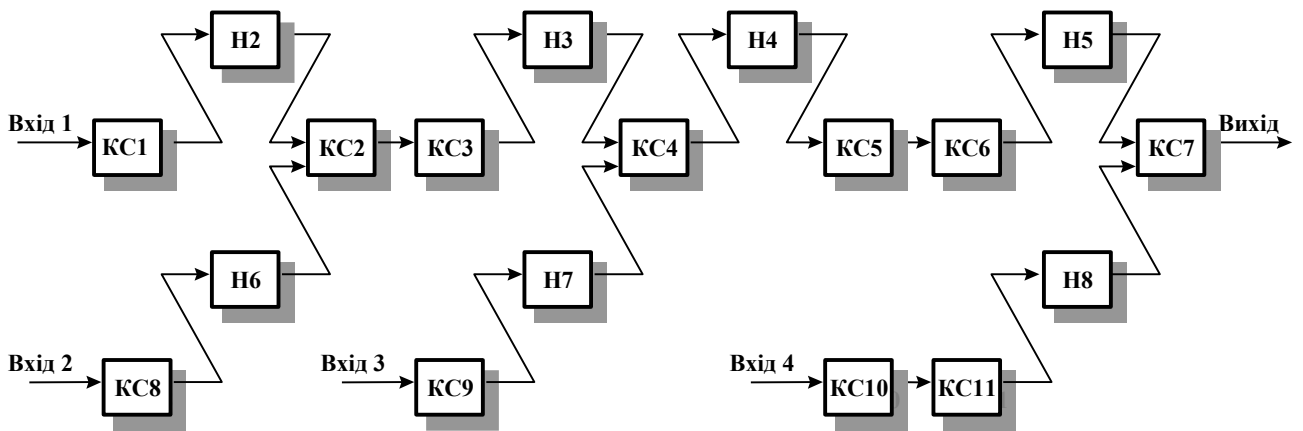 Н2 Н3 Н4 Н5
Вхід 1 Вихід
КС1 КС2 КС3 КС4 КС5 КС6 КС7
Н6 Н7 Н8
Вхід 2 Вхід 3 Вхід 4
КС8 КС9 КС10 КС11